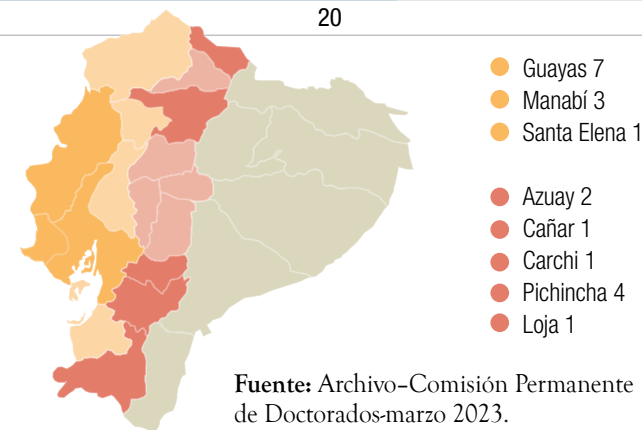 20
Guayas 7
Manabí 3
Santa Elena 1
Azuay 2
Cañar 1
Carchi 1
Pichincha 4
Loja 1
Fuente: Archivo–Comisión Permanente
de Doctorados-marzo 2023.